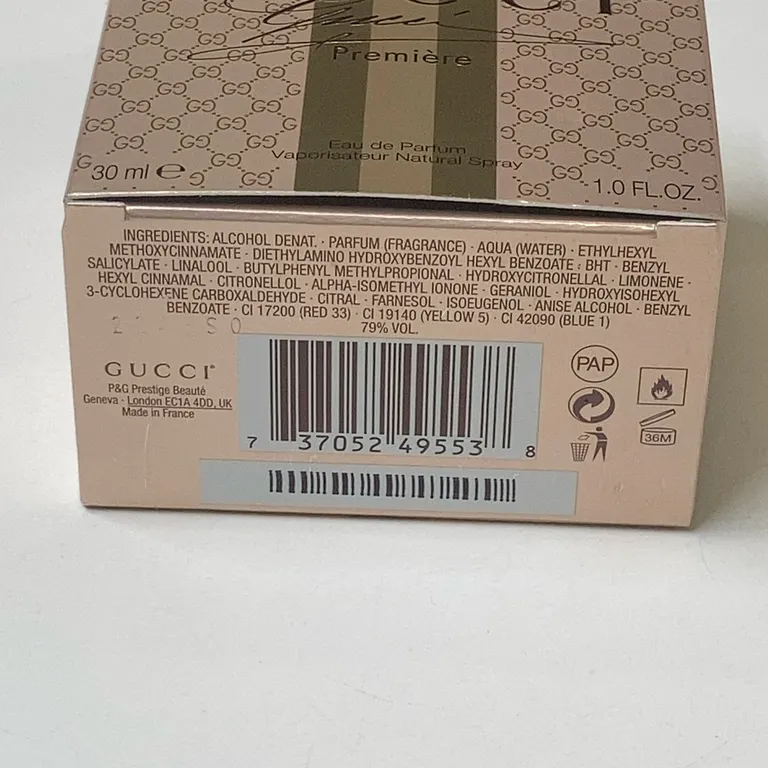 Gucci
Première
Eau de Parfum
Vaporisateur Natural Spray
30 ml ℮
1.0 FL.OZ.
INGREDIENTS: ALCOHOL DENAT. · PARFUM (FRAGRANCE) · AQUA (WATER) · ETHYLHEXYL
METHOXYCINNAMATE · DIETHYLAMINO HYDROXYBENZOYL HEXYL BENZOATE · BHT · BENZYL
SALICYLATE · LINALOOL · BUTYLPHENYL METHYLPROPIONAL · HYDROXYCITRONELLAL · LIMONENE ·
HEXYL CINNAMAL · CITRONELLOL · ALPHA-ISOMETHYL IONONE · GERANIOL · HYDROXYISOHEXYL
3-CYCLOHEXENE CARBOXALDEHYDE · CITRAL · FARNESOL · ISOEUGENOL · ANISE ALCOHOL · BENZYL
BENZOATE · CI 17200 (RED 33) · CI 19140 (YELLOW 5) · CI 42090 (BLUE 1)
79% VOL.
GUCCI®
P&G Prestige Beauté
Geneva · London EC1A 4DD, UK
Made in France
7 37052 49553 8
PAP
36M